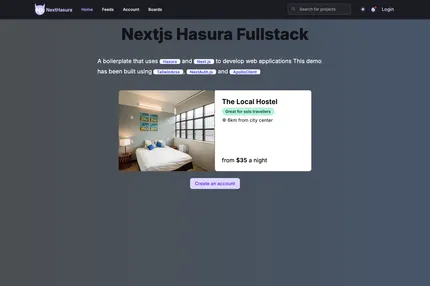 NextHasura Home Feeds Account Boards Search for projects Login
Nextjs Hasura Fullstack
A boilerplate that uses Hasura and Next.js to develop web applications This demo
has been built using TailwindCSS, NextAuth.js and ApolloClient
The Local Hostel
Great for solo travellers
6km from city center
from $35 a night
Create an account